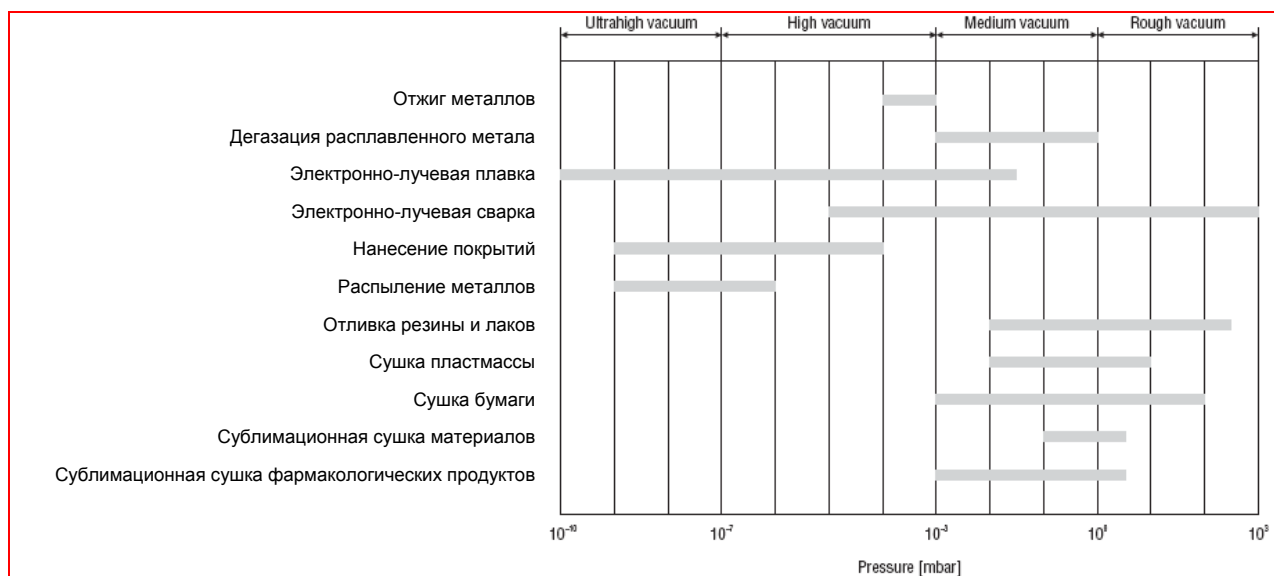 Ultrahigh vacuum High vacuum Medium vacuum Rough vacuum
Отжиг металлов
Дегазация расплавленного метала
Электронно-лучевая плавка
Электронно-лучевая сварка
Нанесение покрытий
Распыление металлов
Отливка резины и лаков
Сушка пластмассы
Сушка бумаги
Сублимационная сушка материалов
Сублимационная сушка фармакологических продуктов
10⁻¹⁰ 10⁻⁷ 10⁻³ 10⁰ 10³
Pressure [mbar]